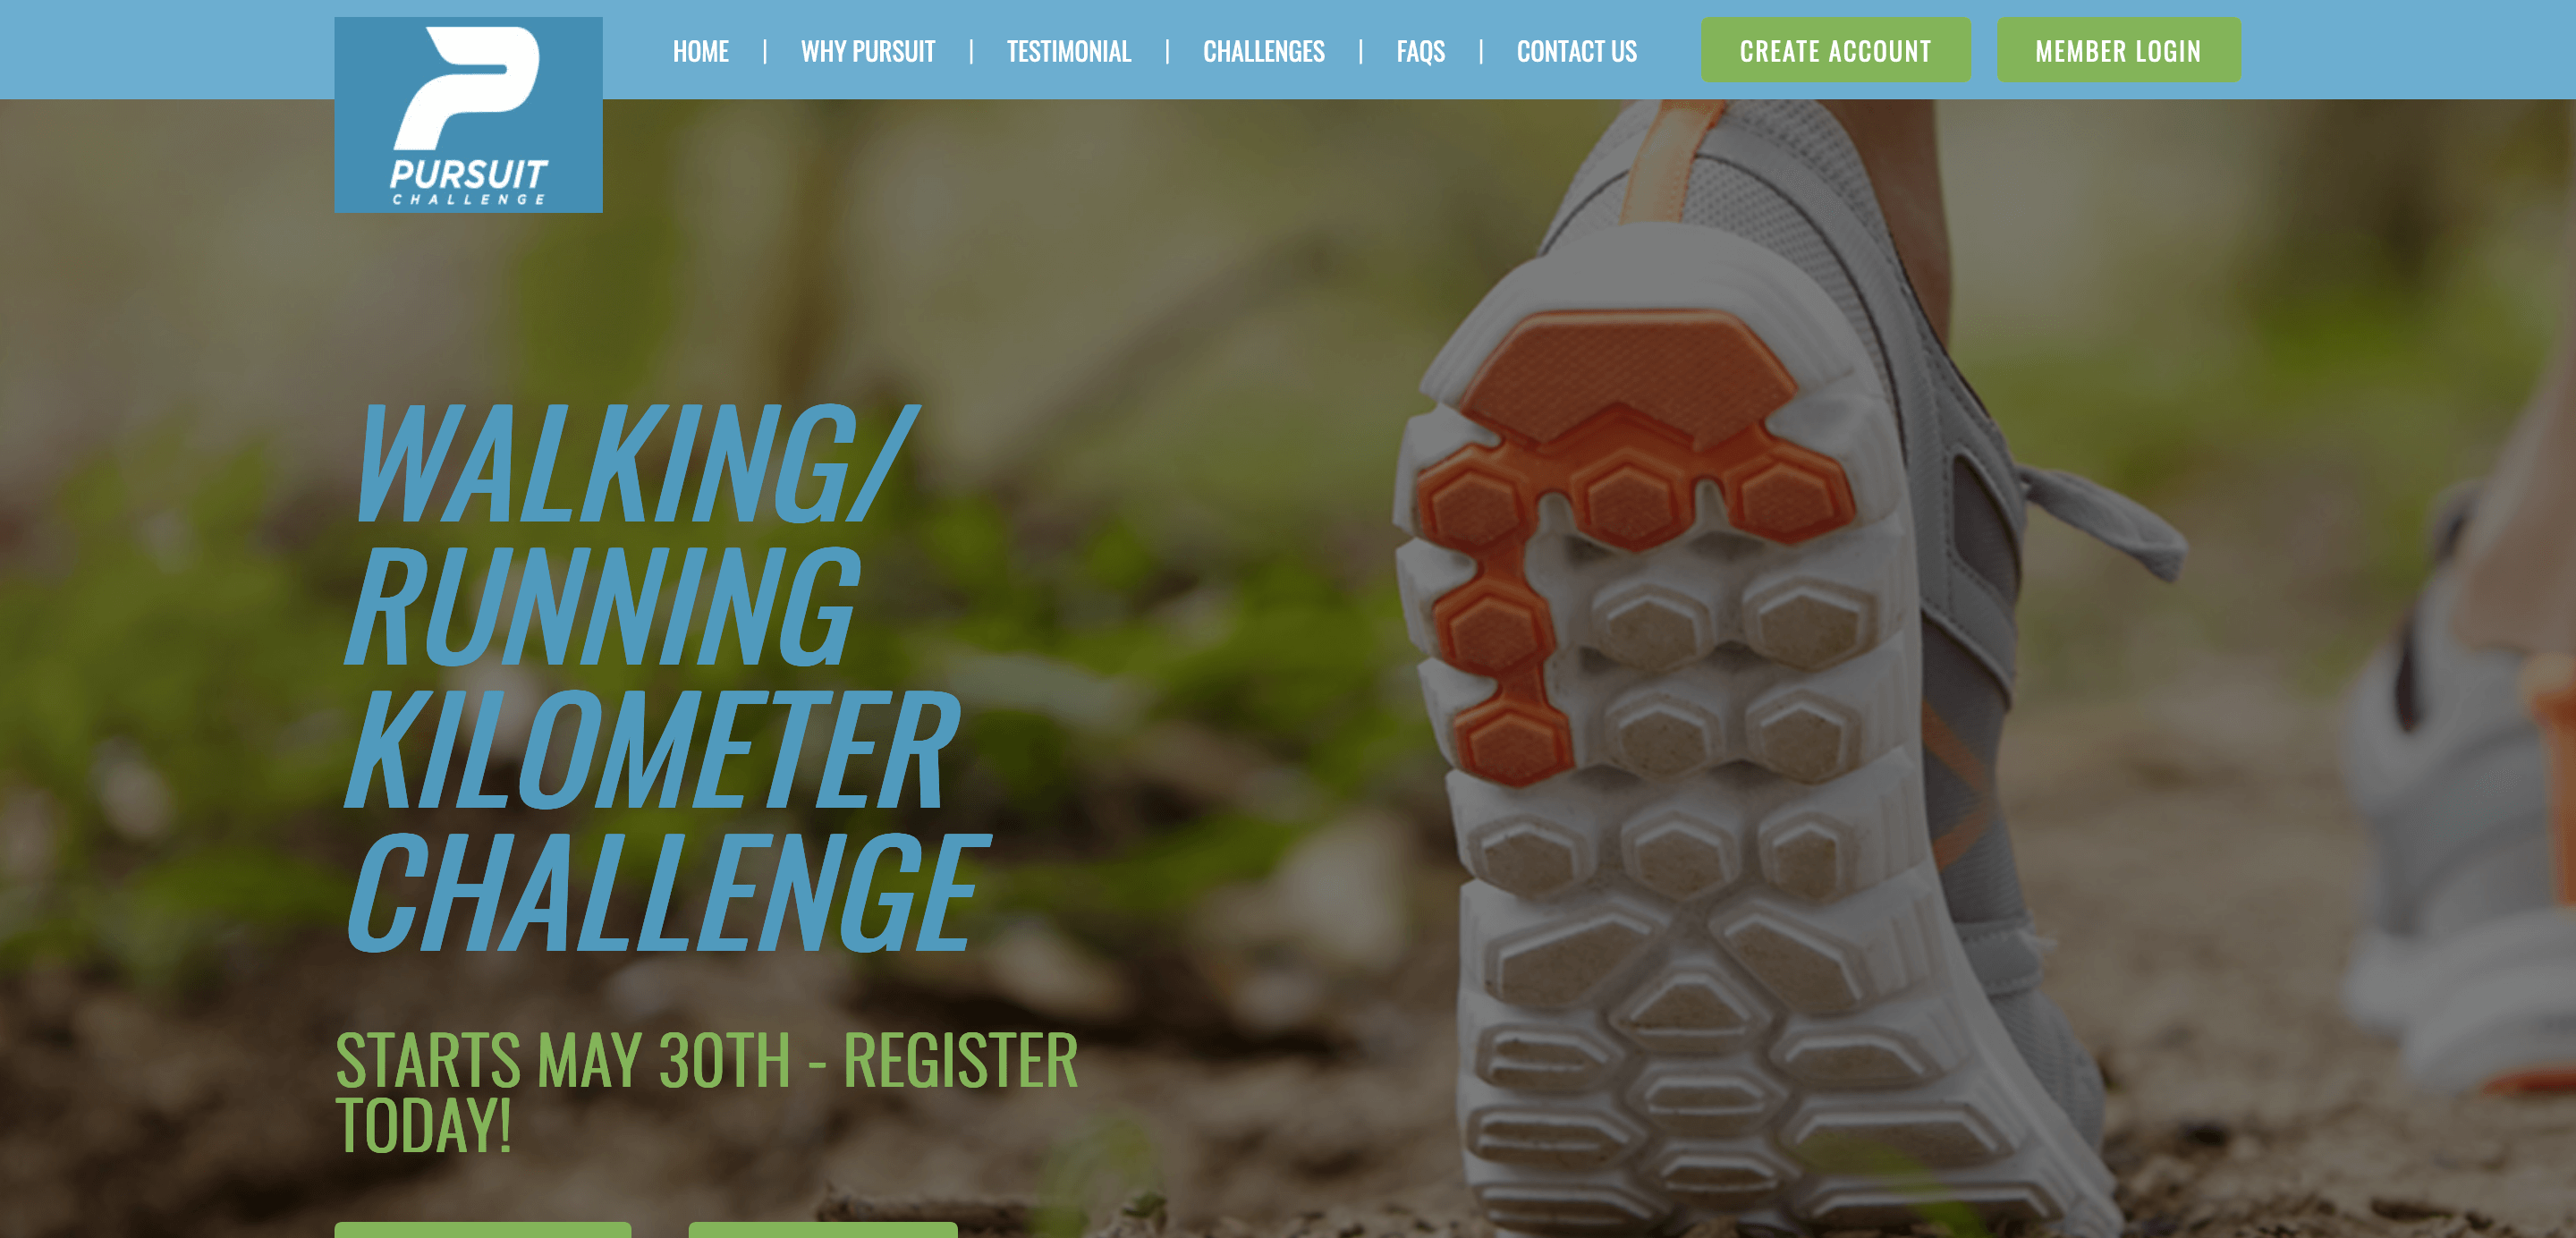 HOME | WHY PURSUIT | TESTIMONIAL | CHALLENGES | FAQS | CONTACT US CREATE ACCOUNT MEMBER LOGIN
PURSUIT
CHALLENGE
WALKING/
RUNNING
KILOMETER
CHALLENGE
STARTS MAY 30TH - REGISTER
TODAY!